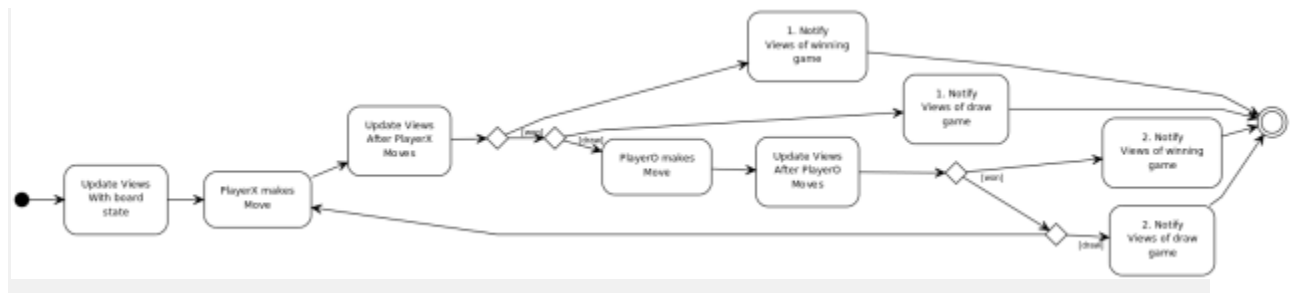 1. Notify
Views of winning
game
1. Notify
Views of draw
game
Update Views
After PlayerX
Moves
[won]
[draw]
PlayerO makes
Move
Update Views
After PlayerO
Moves
2. Notify
Views of winning
game
[won]
Update Views
With board
state
PlayerX makes
Move
2. Notify
Views of draw
game
[draw]